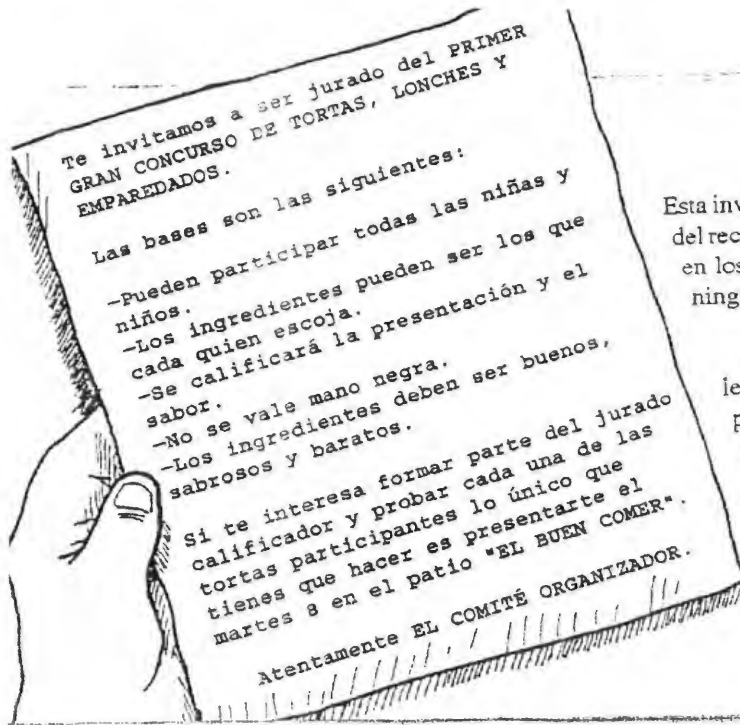 Te invitamos a ser jurado del PRIMER
GRAN CONCURSO DE TORTAS, LONCHES Y
EMPAREDADOS.
Las bases son las siguientes:
—Pueden participar todas las niñas y
niños.
—Los ingredientes pueden ser los que
cada quien escoja.
—Se calificará la presentación y el
sabor.
—No se vale mano negra.
—Los ingredientes deben ser buenos,
sabrosos y baratos.
Si te interesa formar parte del jurado
calificador y probar cada una de las
tortas participantes lo único que
tienes que hacer es presentarte el
martes 8 en el patio "EL BUEN COMER".
Atentamente EL COMITÉ ORGANIZADOR.
Esta inv
del rec
en los
ning